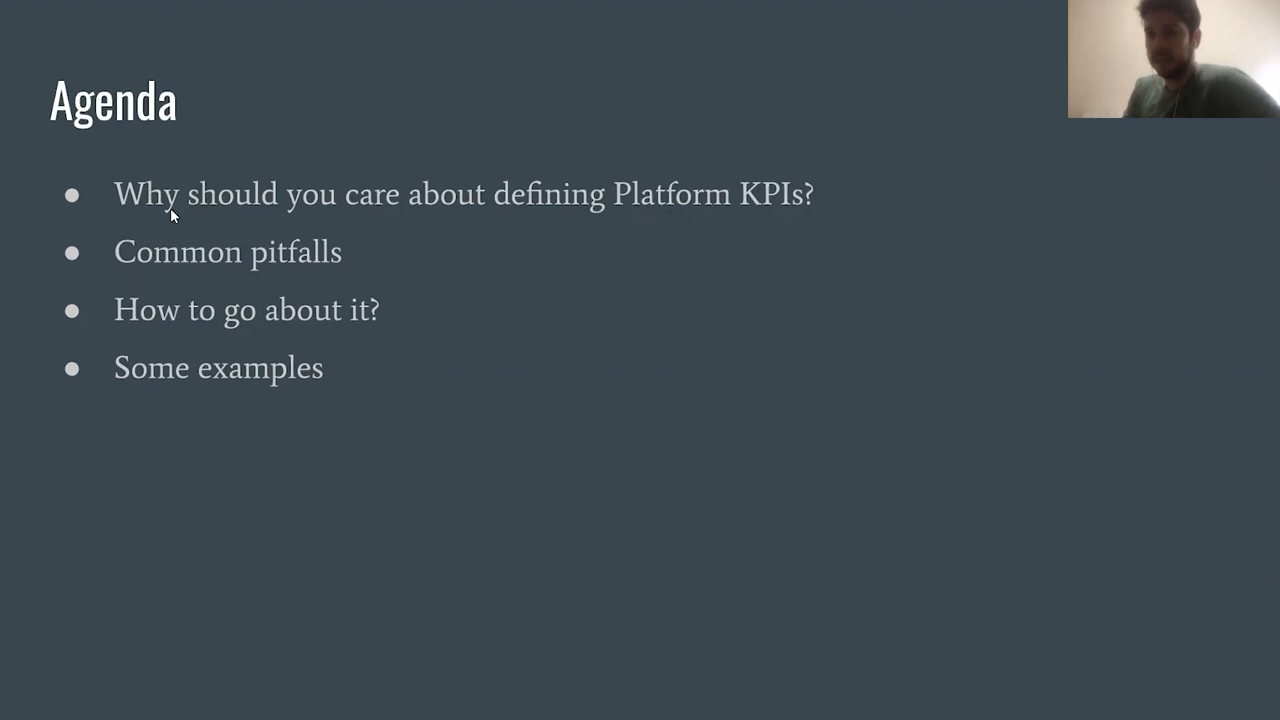 Agenda
● Why should you care about defining Platform KPIs?
● Common pitfalls
● How to go about it?
● Some examples